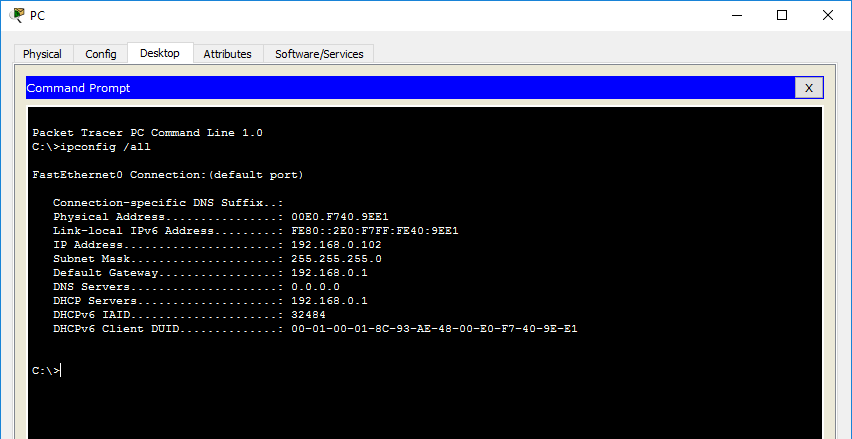 PC
Physical Config Desktop Attributes Software/Services
Command Prompt X
Packet Tracer PC Command Line 1.0
C:\>ipconfig /all
FastEthernet0 Connection:(default port)
Connection-specific DNS Suffix..:
Physical Address................: 00E0.F740.9EE1
Link-local IPv6 Address.........: FE80::2E0:F7FF:FE40:9EE1
IP Address......................: 192.168.0.102
Subnet Mask.....................: 255.255.255.0
Default Gateway.................: 192.168.0.1
DNS Servers.....................: 0.0.0.0
DHCP Servers....................: 192.168.0.1
DHCPv6 IAID.....................: 32484
DHCPv6 Client DUID..............: 00-01-00-01-8C-93-AE-48-00-E0-F7-40-9E-E1
C:\>